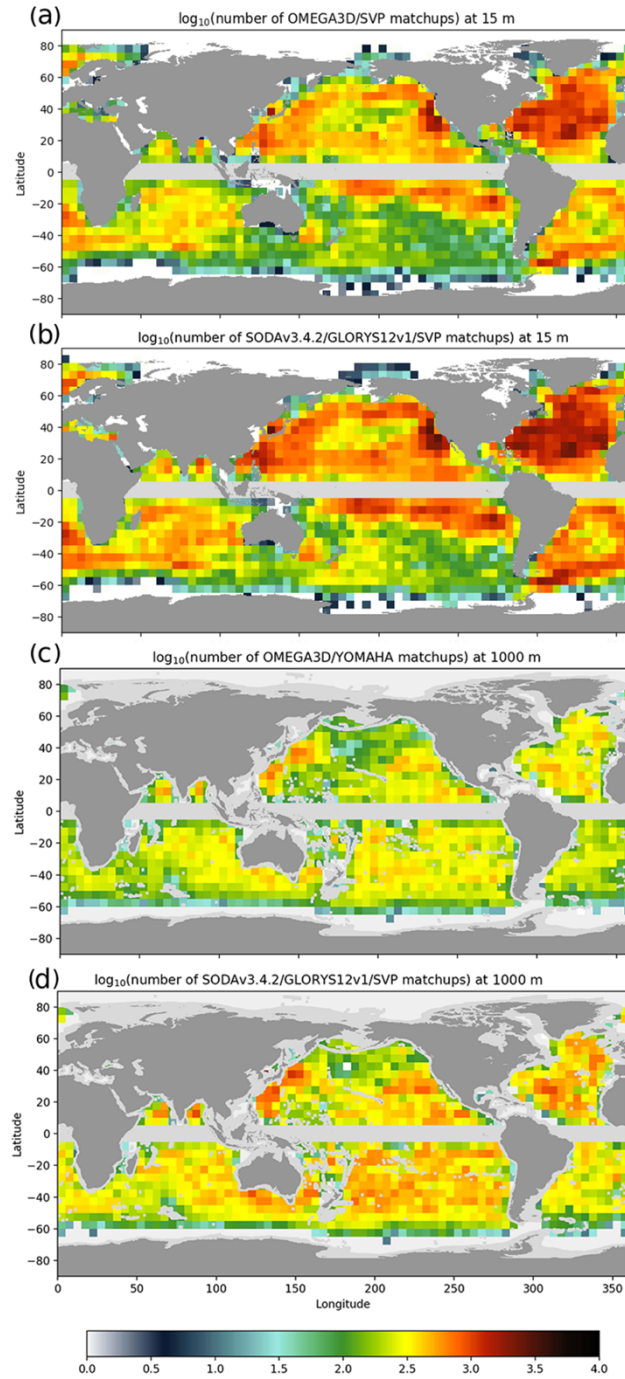 (a)
log₁₀(number of OMEGA3D/SVP matchups) at 15 m
80
60
40
20
0
−20
−40
−60
−80
Latitude
(b)
log₁₀(number of SODAv3.4.2/GLORYS12v1/SVP matchups) at 15 m
80
60
40
20
0
−20
−40
−60
−80
Latitude
(c)
log₁₀(number of OMEGA3D/YOMAHA matchups) at 1000 m
80
60
40
20
0
−20
−40
−60
−80
Latitude
(d)
log₁₀(number of SODAv3.4.2/GLORYS12v1/SVP matchups) at 1000 m
80
60
40
20
0
−20
−40
−60
−80
Latitude
0 50 100 150 200 250 300 350
Longitude
0.0 0.5 1.0 1.5 2.0 2.5 3.0 3.5 4.0